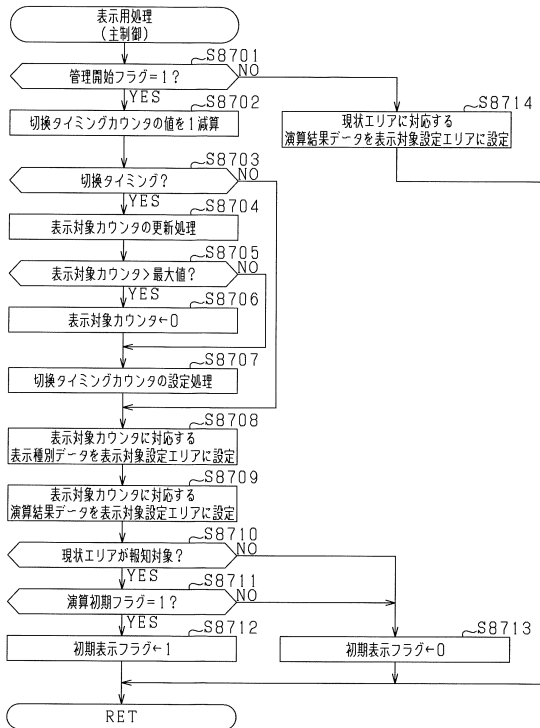 表示用処理
(主制御)
S8701
管理開始フラグ=1?
NO
YES
S8702
切換タイミングカウンタの値を1減算
S8714
現状エリアに対応する
演算結果データを表示対象設定エリアに設定
S8703
切換タイミング?
NO
YES
S8704
表示対象カウンタの更新処理
S8705
表示対象カウンタ>最大値?
NO
YES
S8706
表示対象カウンタ←0
S8707
切換タイミングカウンタの設定処理
S8708
表示対象カウンタに対応する
表示種別データを表示対象設定エリアに設定
S8709
表示対象カウンタに対応する
演算結果データを表示対象設定エリアに設定
S8710
現状エリアが報知対象?
NO
YES
S8711
演算初期フラグ=1?
NO
YES
S8712
初期表示フラグ←1
S8713
初期表示フラグ←0
RET